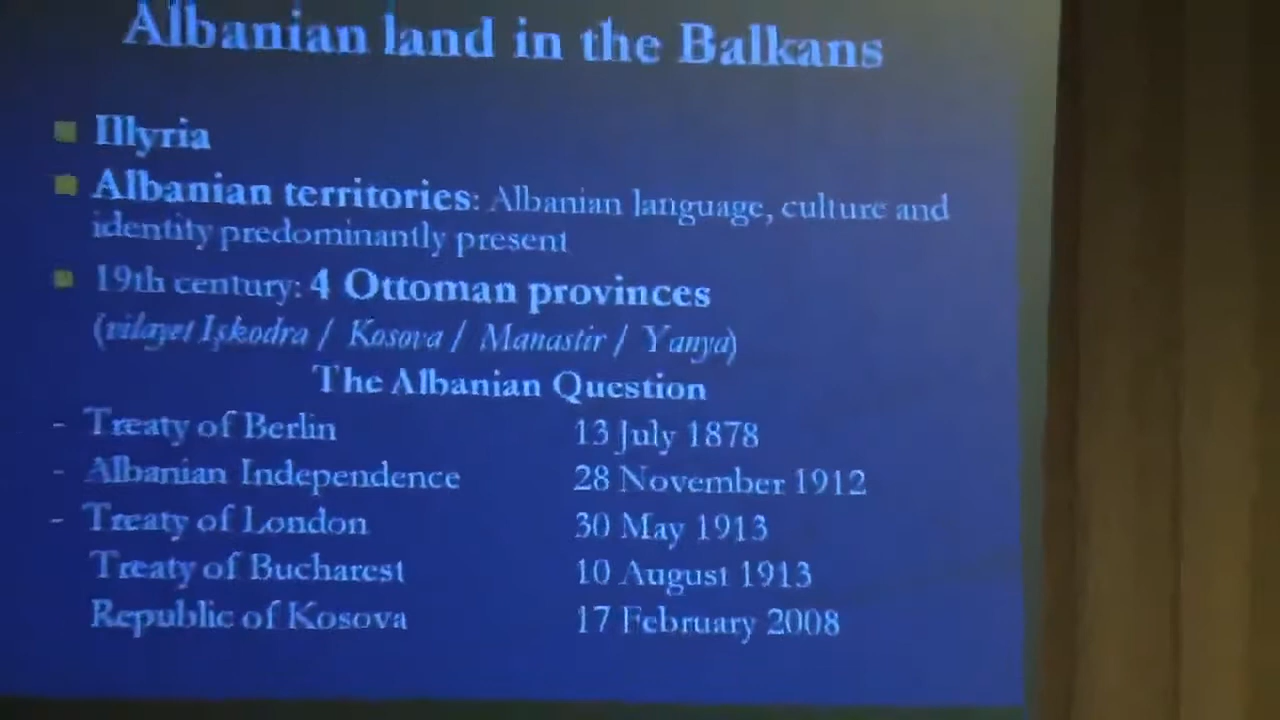 Albanian land in the Balkans
Illyria
Albanian territories: Albanian language, culture and
identity predominantly present
19th century: 4 Ottoman provinces
(vilayet Işkodra / Kosova / Manastir / Yanya)
The Albanian Question
- Treaty of Berlin 13 July 1878
- Albanian Independence 28 November 1912
- Treaty of London 30 May 1913
Treaty of Bucharest 10 August 1913
Republic of Kosova 17 February 2008